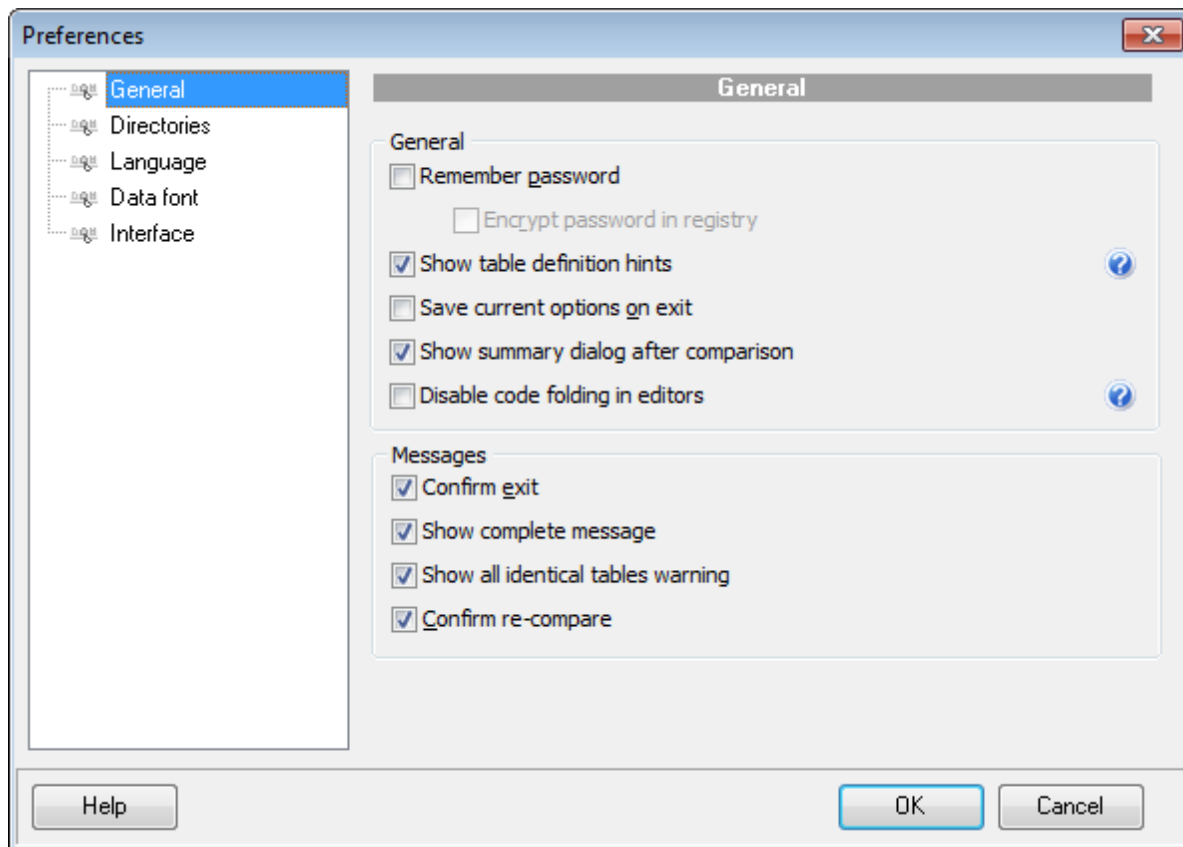 Preferences
General
Directories
Language
Data font
Interface
General
General
Remember password
Encrypt password in registry
Show table definition hints
Save current options on exit
Show summary dialog after comparison
Disable code folding in editors
Messages
Confirm exit
Show complete message
Show all identical tables warning
Confirm re-compare
Help
OK
Cancel